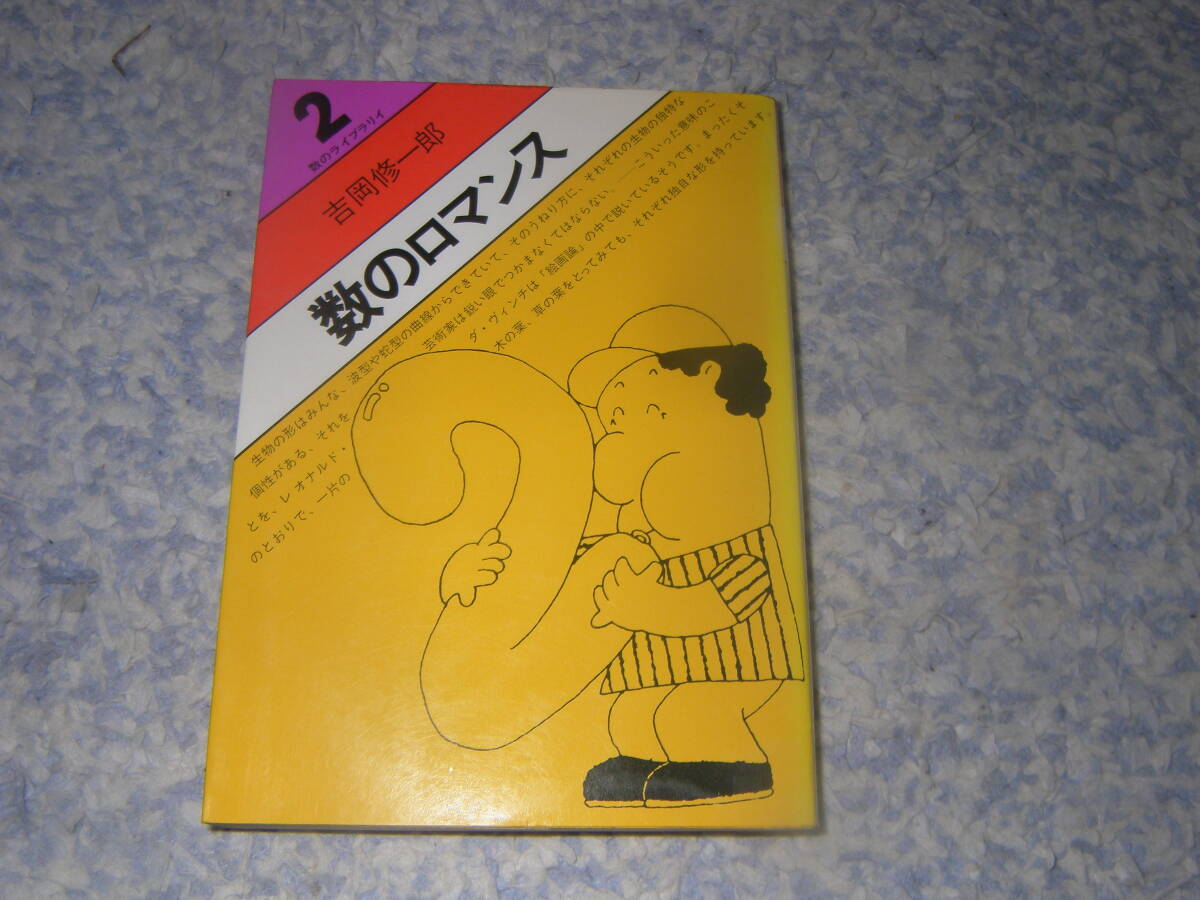 2
数のライブラリイ
吉岡修一郎
数のロマンス
生物の形はみんな、波型や蛇型の曲線からできていて、そのうねり方に、それぞれの生物の独特な
個性がある、それを芸術家は鋭い眼でつかまなくてはならない。――こういった意味のこ
とを、レオナルド・ダ・ヴィンチは「絵画論」の中で説いているそうです。まったくそ
のとおりで、一片の木の葉、草の葉をとってみても、それぞれ独自な形を持っています。